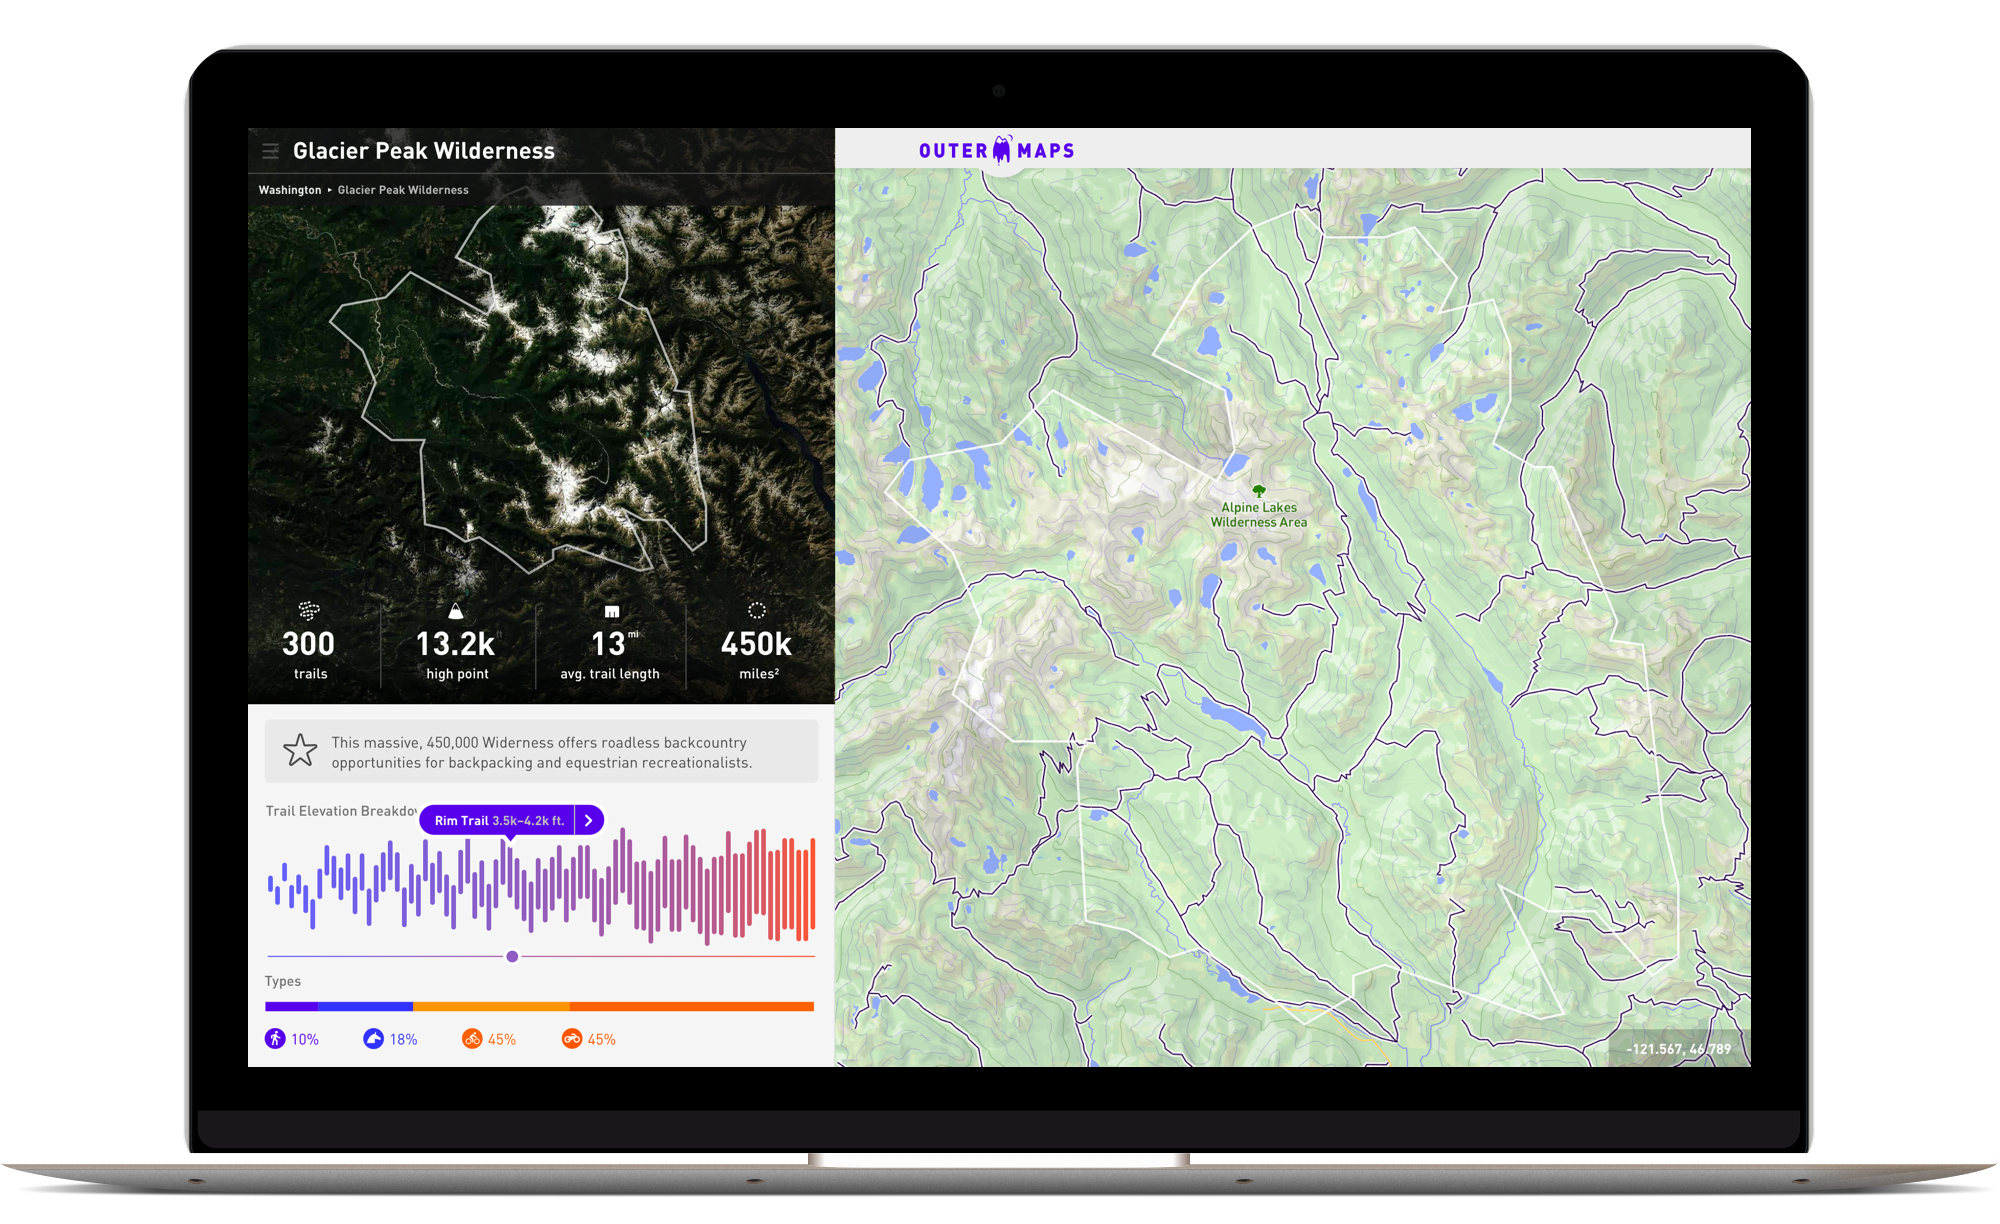 Glacier Peak Wilderness
Washington ▸ Glacier Peak Wilderness
300
trails
13.2k ft
high point
13 mi
avg. trail length
450k
miles²
This massive, 450,000 Widerness offers roadless backcountry
opportunities for backpacking and equestrian recreationalists.
Trail Elevation Breakdov
Rim Trail 3.5k–4.2k ft.
Types
10%
18%
45%
45%
OUTER MAPS
Alpine Lakes
Wilderness Area
-121.567, 46.789